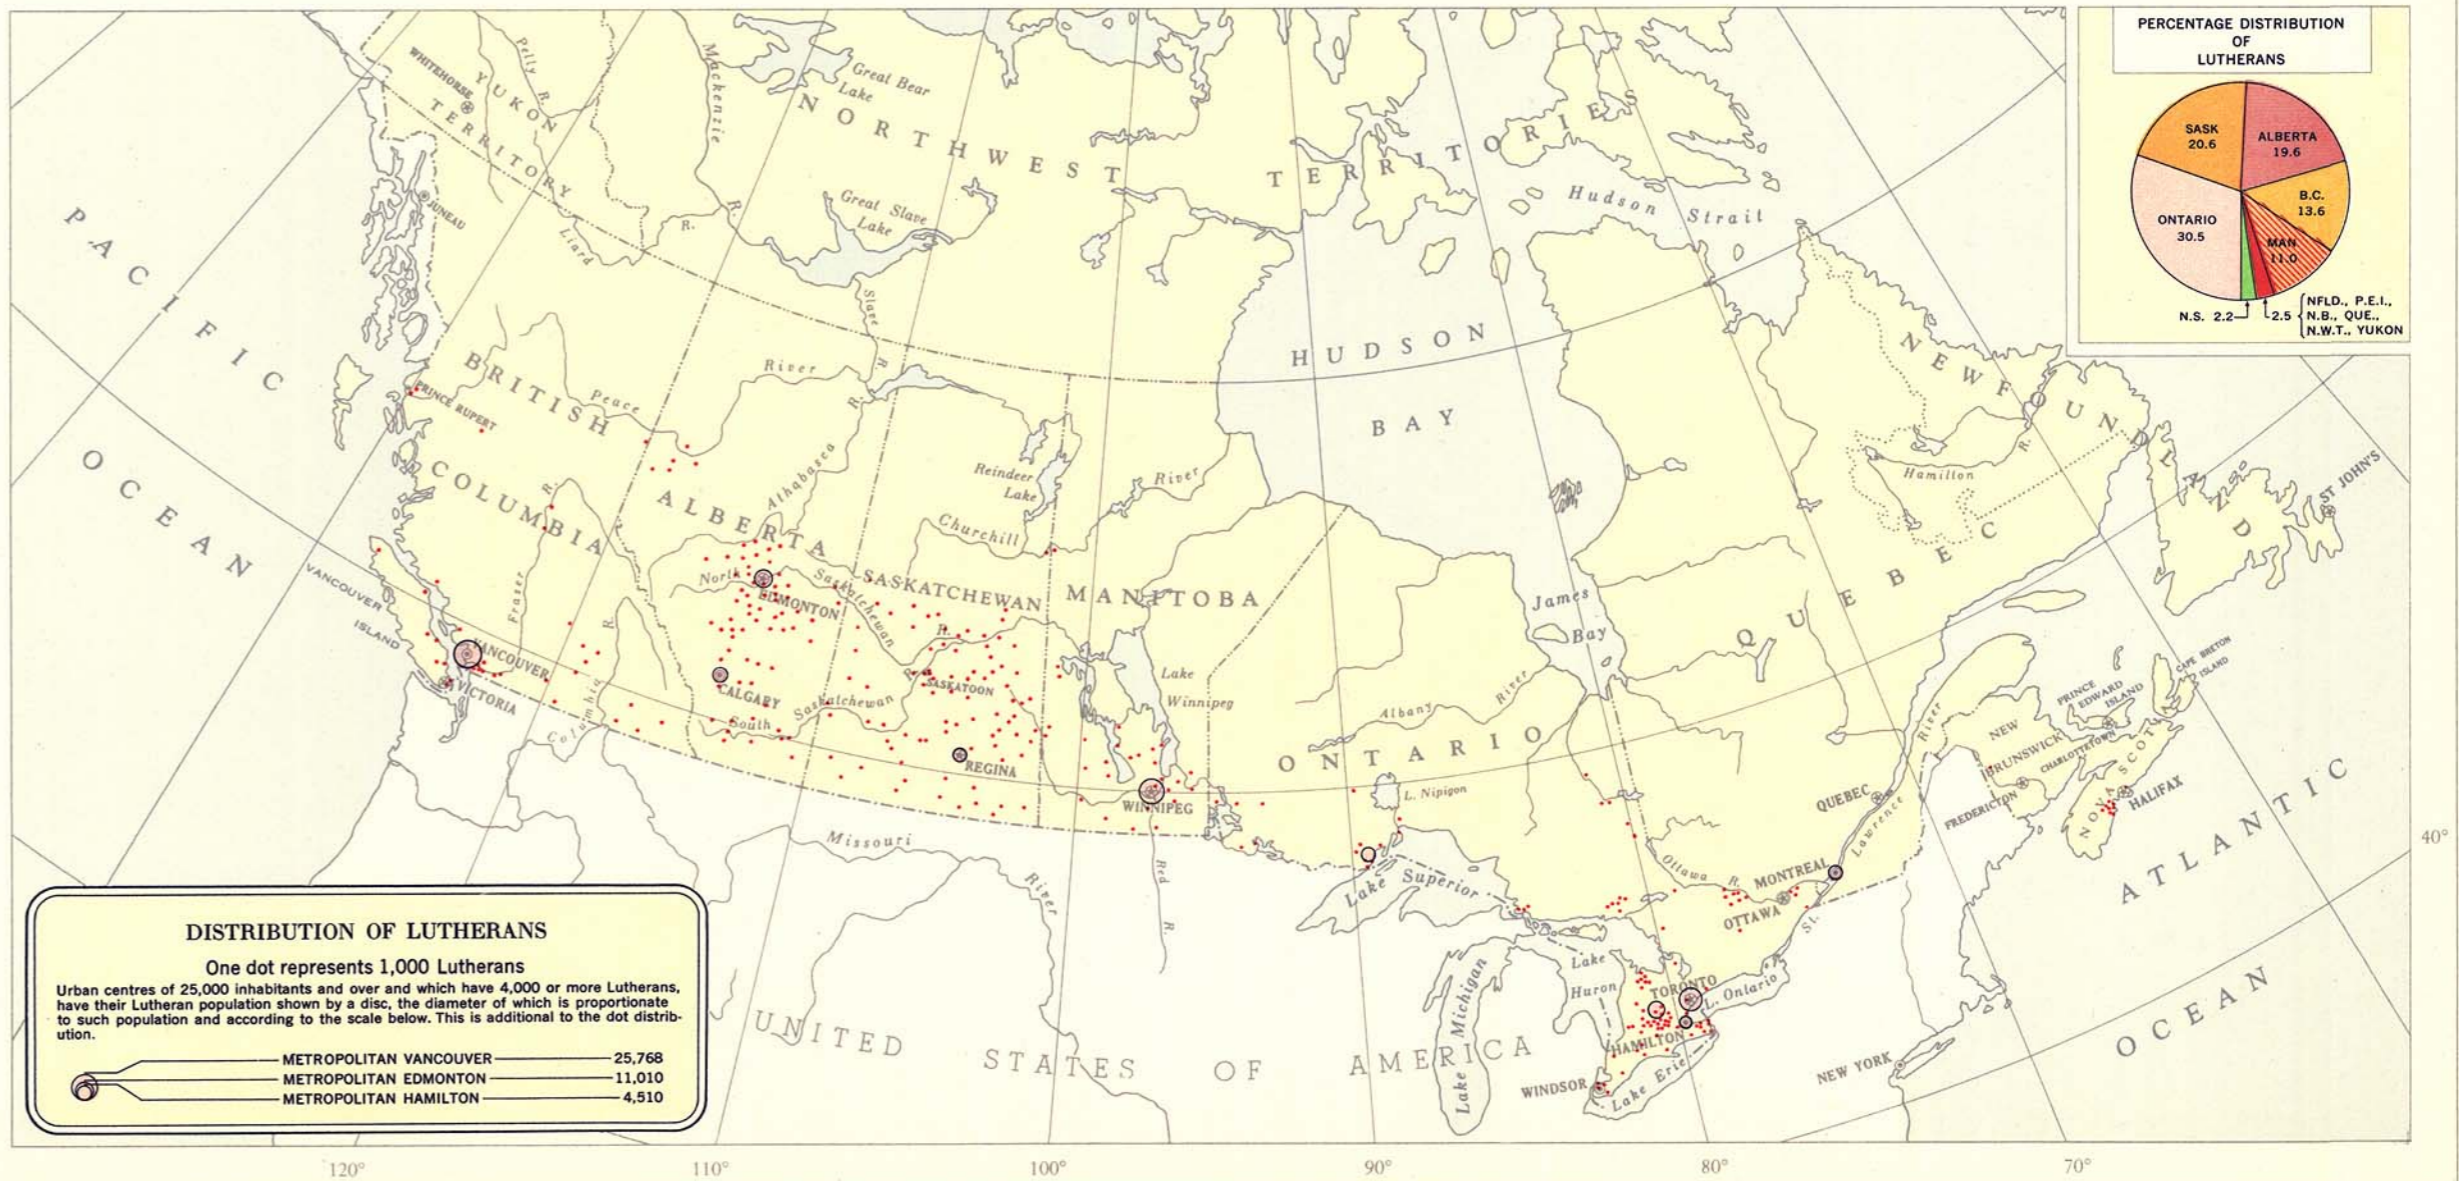 PERCENTAGE DISTRIBUTION
OF
LUTHERANS
SASK
20.6
ALBERTA
19.6
B.C.
13.6
ONTARIO
30.5
MAN
11.0
N.S. 2.2
2.5
NFLD., P.E.I.,
N.B., QUE.,
N.W.T., YUKON
WHITEHORSE
Pelly R.
YUKON
TERRITORY
Mackenzie
R.
Great Bear
Lake
NORTHWEST TERRITORIES
JUNEAU
Liard
R.
Great Slave
Lake
Slave
R.
Hudson Strait
PACIFIC
OCEAN
HUDSON
BAY
NEWFOUNDLAND
PRINCE RUPERT
BRITISH
COLUMBIA
Peace
River
ALBERTA
Athabasca
R.
Reindeer
Lake
Churchill
River
Hamilton
R.
ST JOHN'S
VANCOUVER
ISLAND
Fraser
R.
VANCOUVER
VICTORIA
Columbia
R.
North
EDMONTON
Saskatchewan
R.
SASKATCHEWAN
MANITOBA
CALGARY
South
Saskatchewan
R.
SASKATOON
REGINA
Lake
Winnipeg
WINNIPEG
James
Bay
QUEBEC
Albany
River
ONTARIO
L. Nipigon
PRINCE
EDWARD
ISLAND
CAPE BRETON
ISLAND
NEW
BRUNSWICK
CHARLOTTETOWN
NOVA SCOTIA
FREDERICTON
HALIFAX
QUEBEC
St.
Lawrence
River
MONTREAL
Ottawa
R.
OTTAWA
Missouri
River
Red
R.
Lake Superior
Lake Michigan
Lake
Huron
TORONTO
L. Ontario
HAMILTON
WINDSOR
Lake Erie
NEW YORK
ATLANTIC
OCEAN
UNITED STATES OF AMERICA
40°
DISTRIBUTION OF LUTHERANS
One dot represents 1,000 Lutherans
Urban centres of 25,000 inhabitants and over and which have 4,000 or more Lutherans,
have their Lutheran population shown by a disc, the diameter of which is proportionate
to such population and according to the scale below. This is additional to the dot distrib-
ution.
METROPOLITAN VANCOUVER 25,768
METROPOLITAN EDMONTON 11,010
METROPOLITAN HAMILTON 4,510
120° 110° 100° 90° 80° 70°